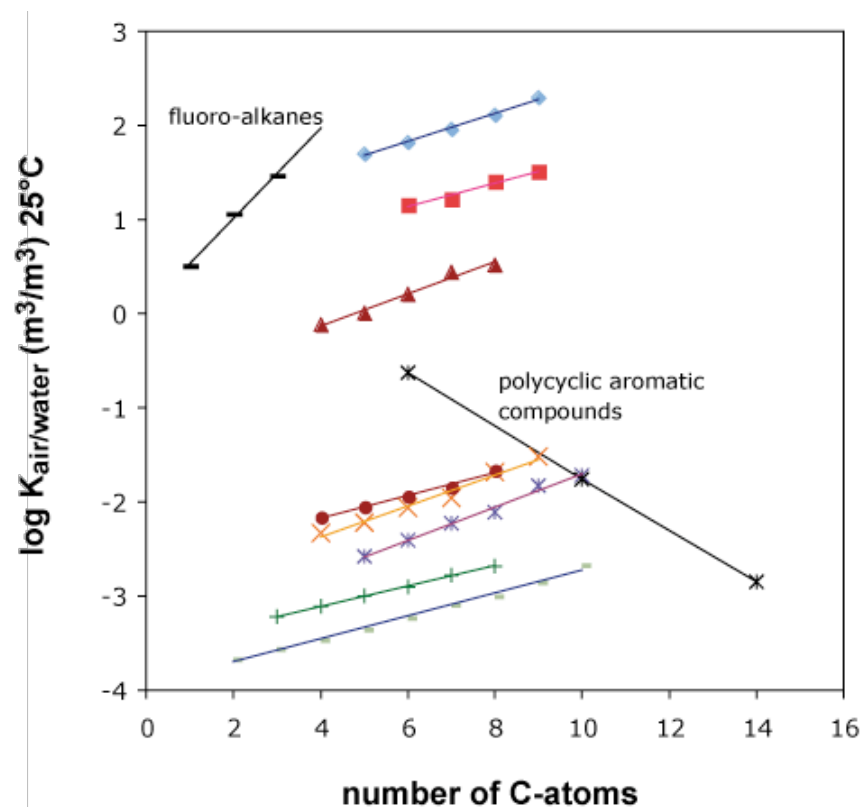 3
fluoro-alkanes
2
1
0
polycyclic aromatic
compounds
-1
-2
-3
-4
0 2 4 6 8 10 12 14 16
number of C-atoms
log K_air/water (m³/m³) 25°C